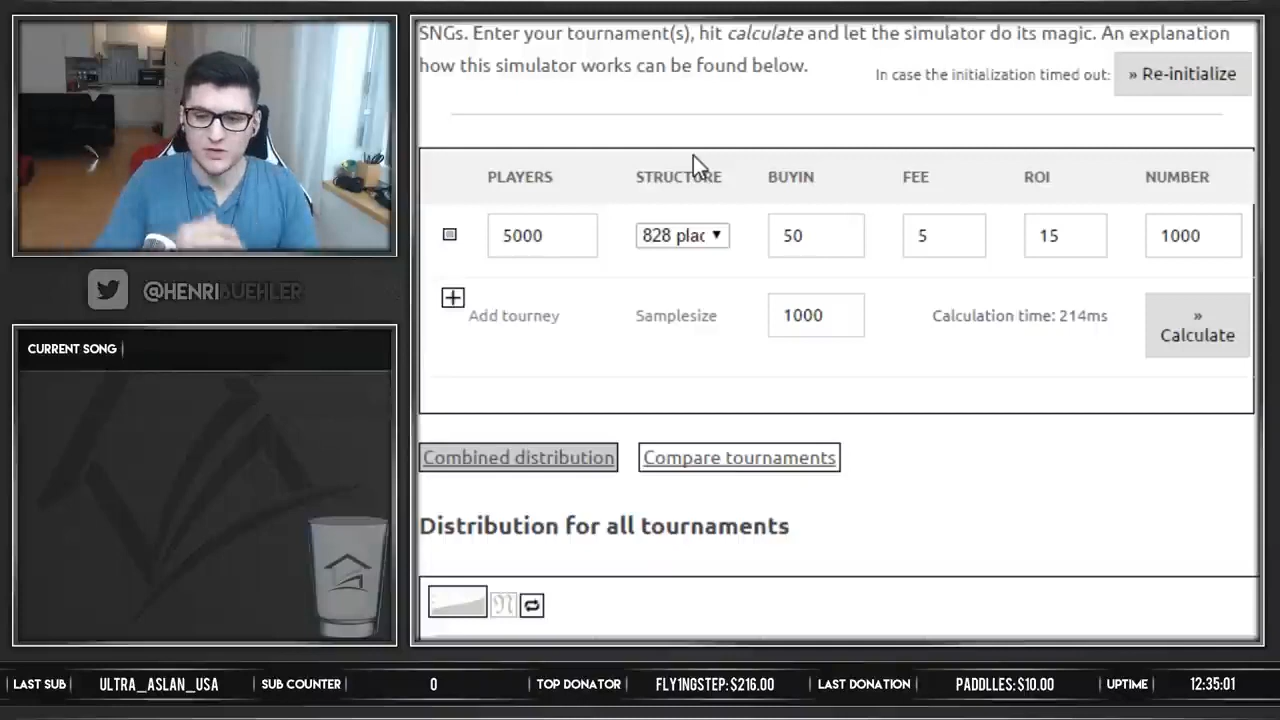 SNGs. Enter your tournament(s), hit calculate and let the simulator do its magic. An explanation
how this simulator works can be found below.
In case the initialization timed out:
» Re-initialize
PLAYERS STRUCTURE BUYIN FEE ROI NUMBER
5000 828 plac 50 5 15 1000
Add tourney Samplesize 1000 Calculation time: 214ms
»
Calculate
Combined distribution Compare tournaments
Distribution for all tournaments
@HENRIBUEHLER
CURRENT SONG
LAST SUB ULTRA_ASLAN_USA SUB COUNTER 0 TOP DONATOR FLY1NGSTEP: $216.00 LAST DONATION PADDLLES: $10.00 UPTIME 12:35:01